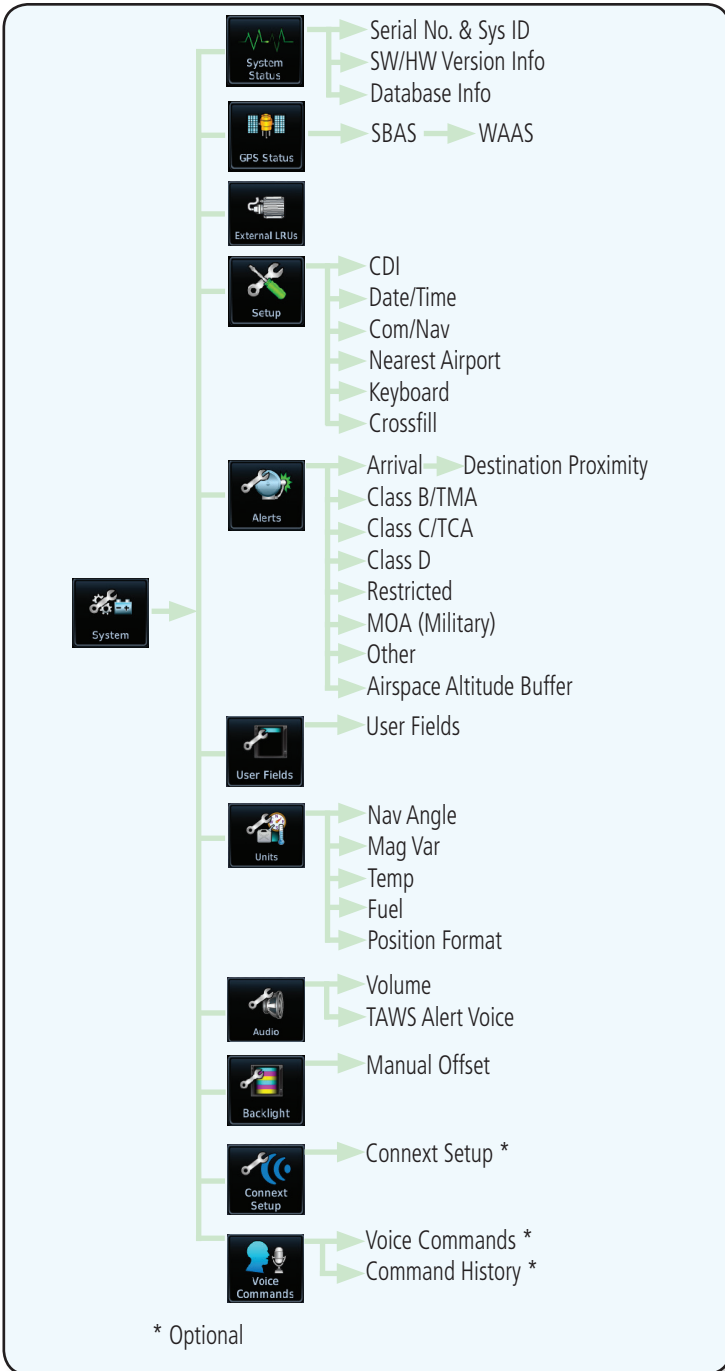 System
System
Status
Serial No. & Sys ID
SW/HW Version Info
Database Info
GPS Status
SBAS
WAAS
External LRUs
Setup
CDI
Date/Time
Com/Nav
Nearest Airport
Keyboard
Crossfill
Alerts
Arrival
Destination Proximity
Class B/TMA
Class C/TCA
Class D
Restricted
MOA (Military)
Other
Airspace Altitude Buffer
User Fields
User Fields
Units
Nav Angle
Mag Var
Temp
Fuel
Position Format
Audio
Volume
TAWS Alert Voice
Backlight
Manual Offset
Connext
Setup
Connext Setup *
Voice
Commands
Voice Commands *
Command History *
* Optional